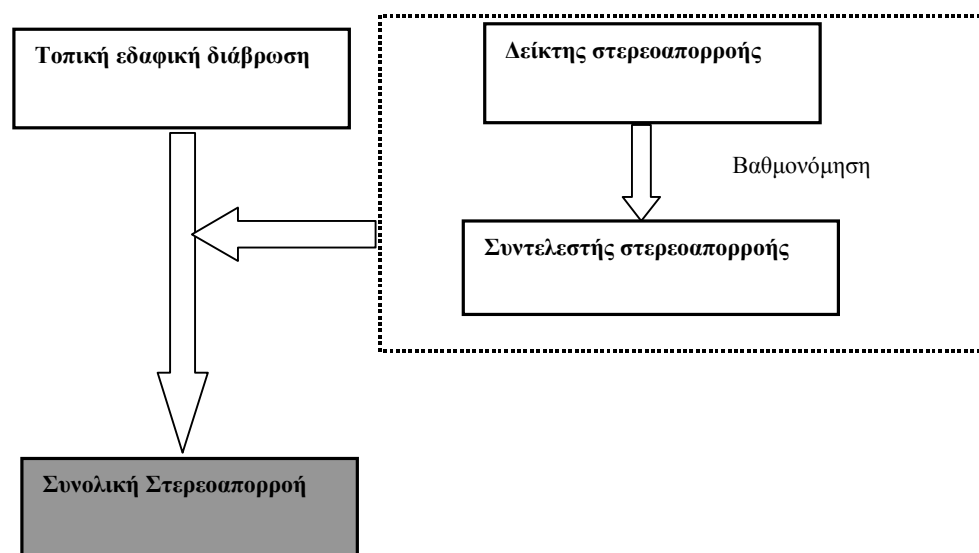 Τοπική εδαφική διάβρωση
Δείκτης στερεοαπορροής
Βαθμονόμηση
Συντελεστής στερεοαπορροής
Συνολική Στερεοαπορροή